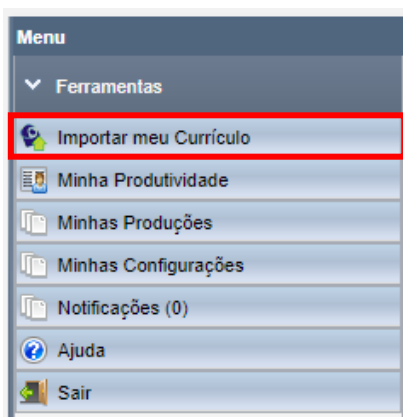 Menu
Ferramentas
Importar meu Currículo
Minha Produtividade
Minhas Produções
Minhas Configurações
Notificações (0)
Ajuda
Sair